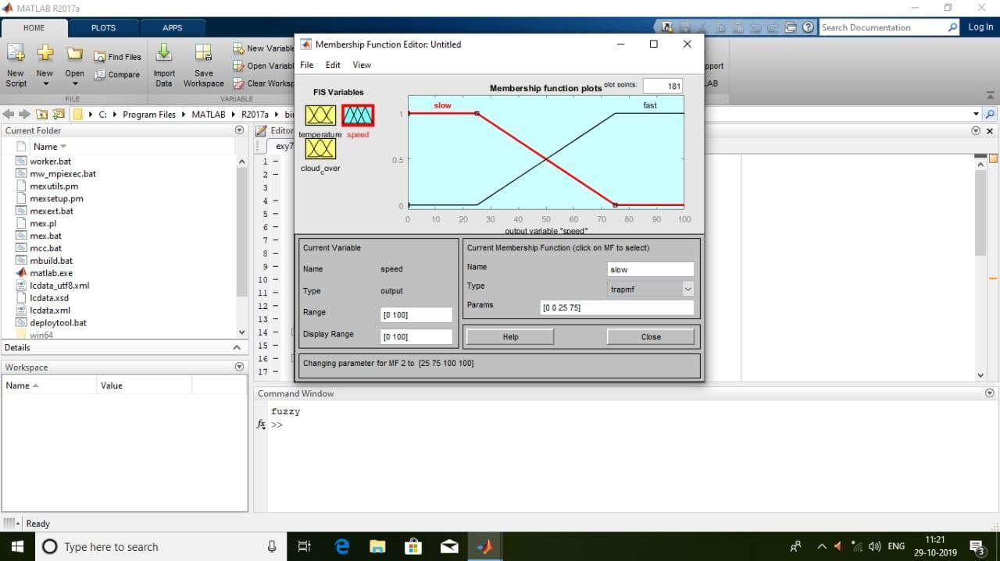 MATLAB R2017a
HOME
PLOTS
APPS
Search Documentation
Log In
New Script
New
Open
Find Files
Compare
Import Data
Save Workspace
New Variable
Open Variabl
Clear Worksp
FILE
VARIABLE
pport
LAB
C: Program Files MATLAB R2017a bi
Current Folder
Name
worker.bat
mw_mpiexec.bat
mexutils.pm
mexsetup.pm
mexext.bat
mex.pl
mex.bat
mcc.bat
mbuild.bat
matlab.exe
lcdata_utf8.xml
lcdata.xsd
lcdata.xml
deploytool.bat
win64
Details
Workspace
Name Value
Editor
exy7
1 –
2 –
3
4 –
5 –
6 –
7 –
8 –
9 –
10 –
11 –
12 –
13 –
14 –
15 –
16 –
17 –
Membership Function Editor: Untitled
File Edit View
FIS Variables
Membership function plots
plot points: 181
temperature speed
cloud_cover
slow
fast
1
0.5
0
0 10 20 30 40 50 60 70 80 90 100
output variable "speed"
Current Variable
Name speed
Type output
Range [0 100]
Display Range [0 100]
Current Membership Function (click on MF to select)
Name slow
Type trapmf
Params [0 0 25 75]
Help Close
Changing parameter for MF 2 to [25 75 100 100]
Command Window
fuzzy
fx >>
Ready
Type here to search
ENG
11:21
29-10-2019
3